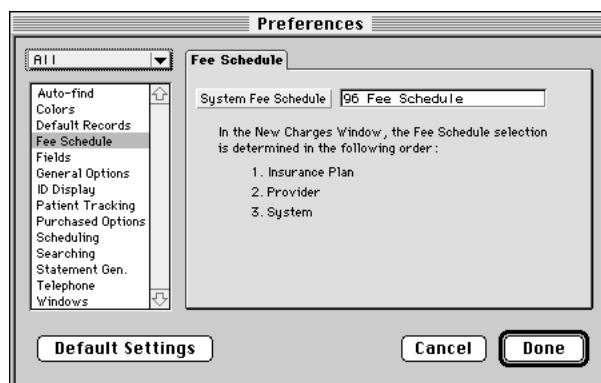 Preferences
All
Auto-find
Colors
Default Records
Fee Schedule
Fields
General Options
ID Display
Patient Tracking
Purchased Options
Scheduling
Searching
Statement Gen.
Telephone
Windows
Fee Schedule
System Fee Schedule 96 Fee Schedule
In the New Charges Window, the Fee Schedule selection
is determined in the following order:
1. Insurance Plan
2. Provider
3. System
Default Settings
Cancel
Done